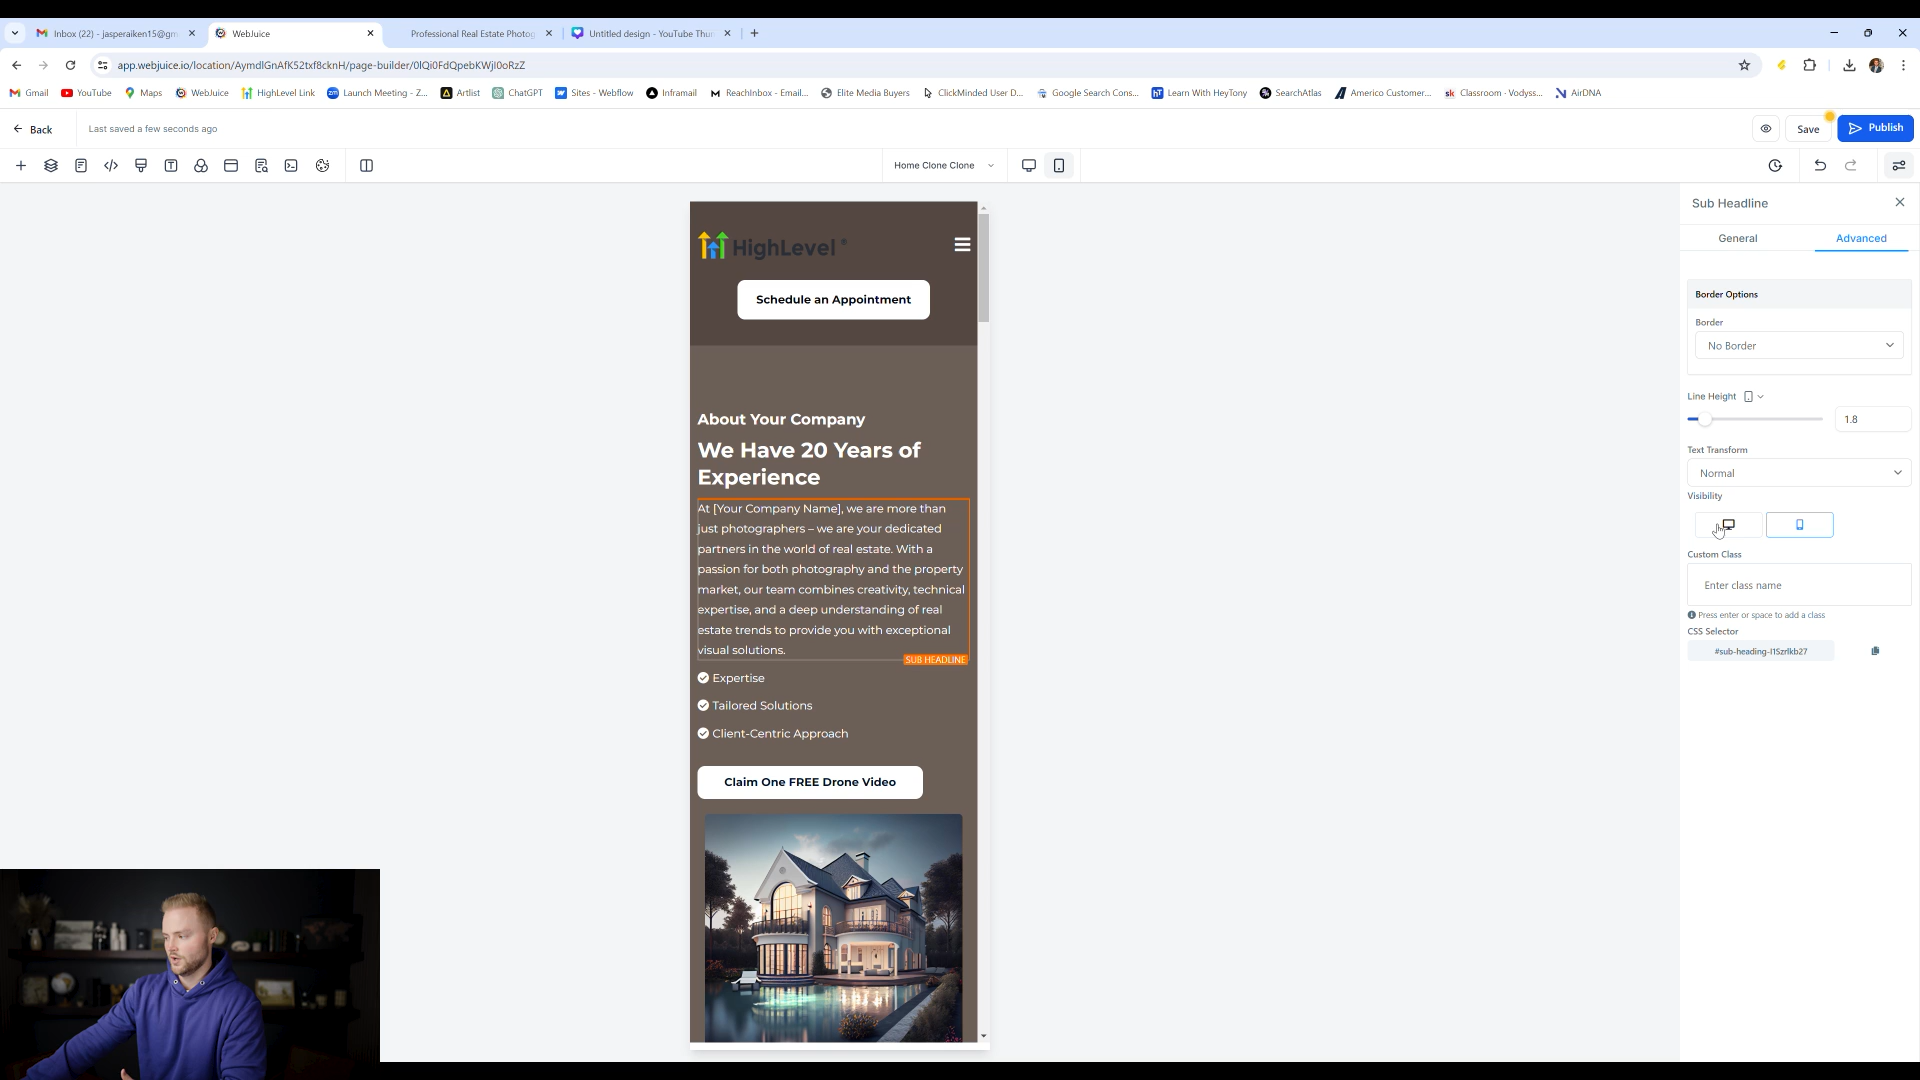 Inbox (22) - jasperaiken15@gm
WebJuice
Professional Real Estate Photog
Untitled design - YouTube Thu
app.webjuice.io/location/AymdlGnAfK52txf8cknH/page-builder/0lQi0FdQpebKWjl0oRzZ
Gmail
YouTube
Maps
WebJuice
HighLevel Link
Launch Meeting - Z...
Artlist
ChatGPT
Sites - Webflow
Inframail
ReachInbox - Email...
Elite Media Buyers
ClickMinded User D...
Google Search Cons...
Learn With HeyTony
SearchAtlas
Americo Customer...
Classroom - Vodyss...
AirDNA
Back
Last saved a few seconds ago
Save
Publish
Home Clone Clone
HighLevel
Schedule an Appointment
About Your Company
We Have 20 Years of
Experience
At [Your Company Name], we are more than
just photographers – we are your dedicated
partners in the world of real estate. With a
passion for both photography and the property
market, our team combines creativity, technical
expertise, and a deep understanding of real
estate trends to provide you with exceptional
visual solutions.
SUB HEADLINE
Expertise
Tailored Solutions
Client-Centric Approach
Claim One FREE Drone Video
Sub Headline
General
Advanced
Border Options
Border
No Border
Line Height
1.8
Text Transform
Normal
Visibility
Custom Class
Enter class name
Press enter or space to add a class
CSS Selector
#sub-heading-I1Szrlkb27